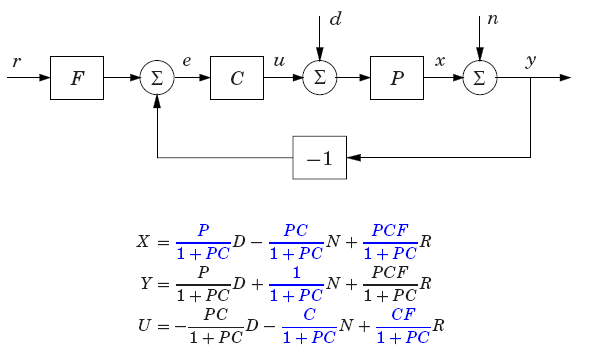 d n
r F Σ e C u Σ P x Σ y
−1
X = P/(1 + PC) D − PC/(1 + PC) N + PCF/(1 + PC) R
Y = P/(1 + PC) D + 1/(1 + PC) N + PCF/(1 + PC) R
U = − PC/(1 + PC) D − C/(1 + PC) N + CF/(1 + PC) R